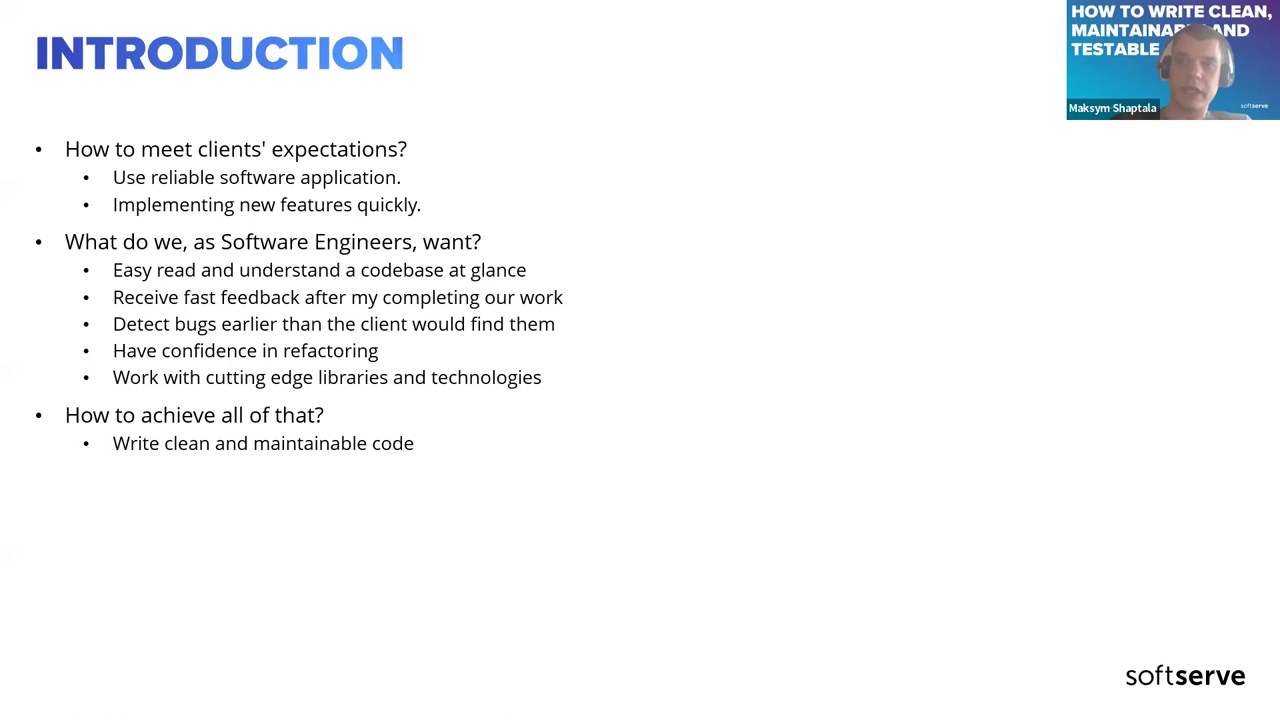 INTRODUCTION
HOW TO WRITE CLEAN,
AND
TESTABLE
Maksym Shaptala
softserve
• How to meet clients' expectations?
• Use reliable software application.
• Implementing new features quickly.
• What do we, as Software Engineers, want?
• Easy read and understand a codebase at glance
• Receive fast feedback after my completing our work
• Detect bugs earlier than the client would find them
• Have confidence in refactoring
• Work with cutting edge libraries and technologies
• How to achieve all of that?
• Write clean and maintainable code
softserve